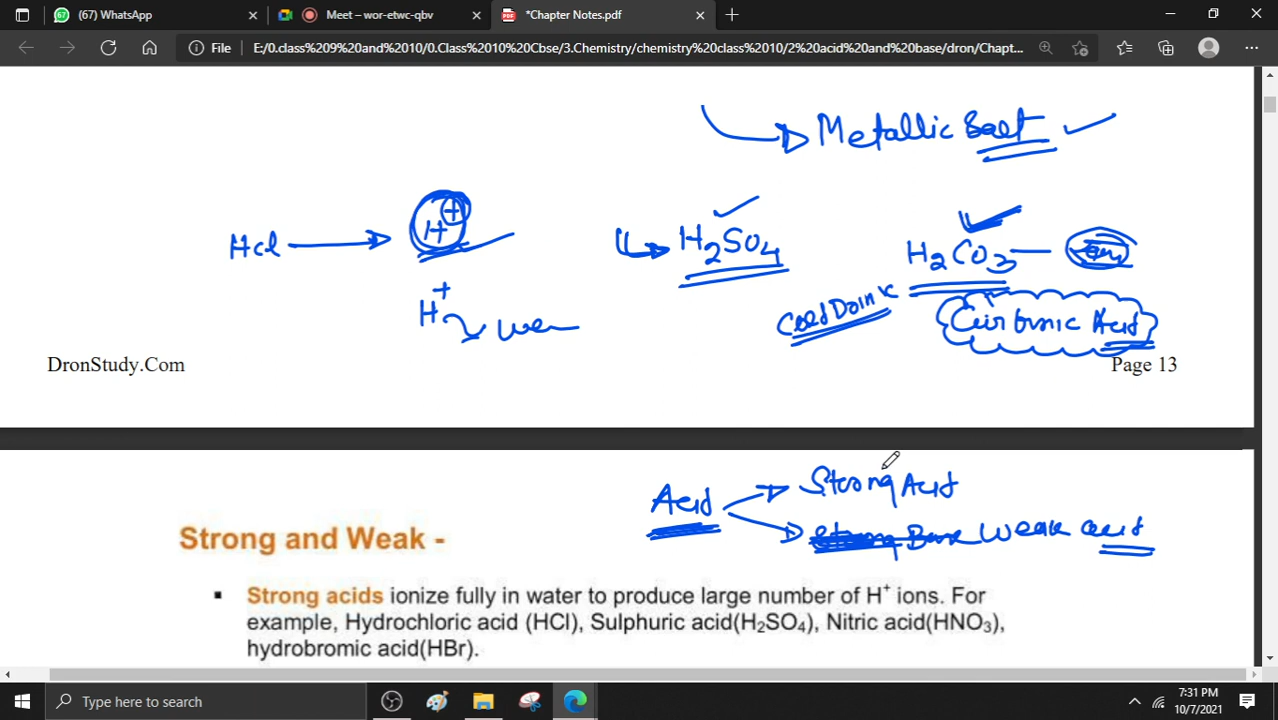 (67) WhatsApp
Meet – wor-etwc-qbv
*Chapter Notes.pdf
File
E:/0.class%209%20and%2010/0.Class%2010%20Cbse/3.Chemistry/chemistry%20class%2010/2%20acid%20and%20base/dron/Chapt...
Metallic Salt
Hcl
H+
H2SO4
H2CO3
H+
Cold Drink
Carbonic Acid
DronStudy.Com
Page 13
Acid
Strong Acid
Weak acid
Strong and Weak -
Strong acids ionize fully in water to produce large number of H+ ions. For
example, Hydrochloric acid (HCl), Sulphuric acid(H2SO4), Nitric acid(HNO3),
hydrobromic acid(HBr).
Type here to search
7:31 PM
10/7/2021